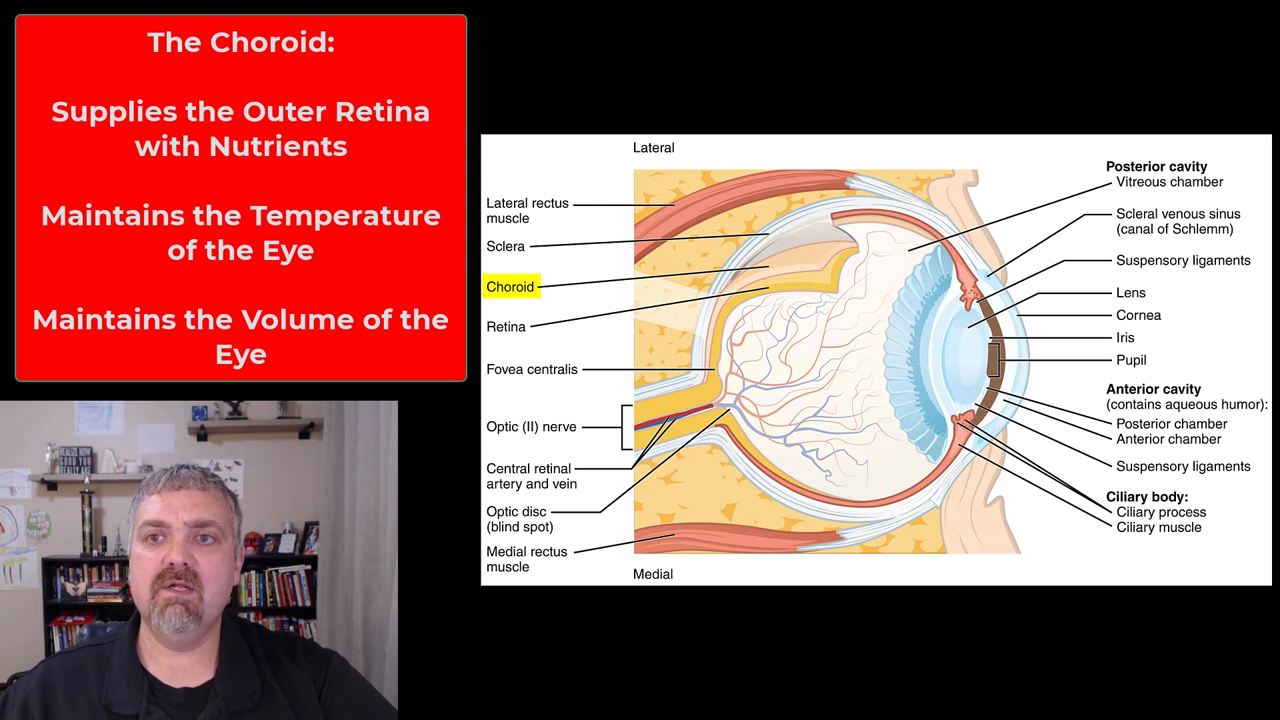 The Choroid:
Supplies the Outer Retina
with Nutrients
Maintains the Temperature
of the Eye
Maintains the Volume of the
Eye
Lateral
Lateral rectus
muscle
Sclera
Choroid
Retina
Fovea centralis
Optic (II) nerve
Central retinal
artery and vein
Optic disc
(blind spot)
Medial rectus
muscle
Medial
Posterior cavity
Vitreous chamber
Scleral venous sinus
(canal of Schlemm)
Suspensory ligaments
Lens
Cornea
Iris
Pupil
Anterior cavity
(contains aqueous humor):
Posterior chamber
Anterior chamber
Suspensory ligaments
Ciliary body:
Ciliary process
Ciliary muscle